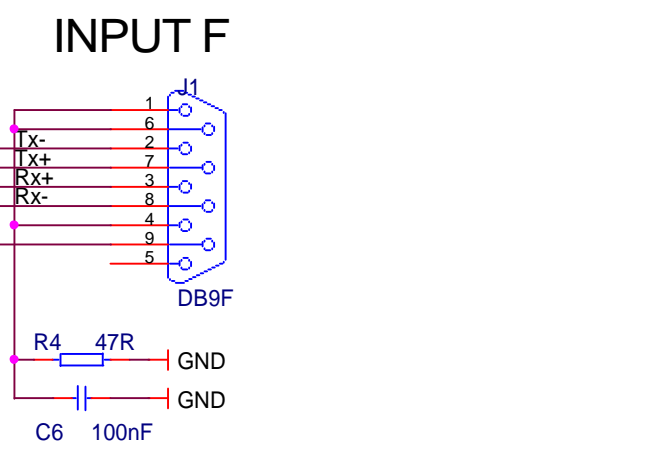 INPUT F
J1
1
6
Tx-
2
Tx+
7
Rx+
3
Rx-
8
4
9
5
DB9F
R4 47R
GND
GND
C6 100nF